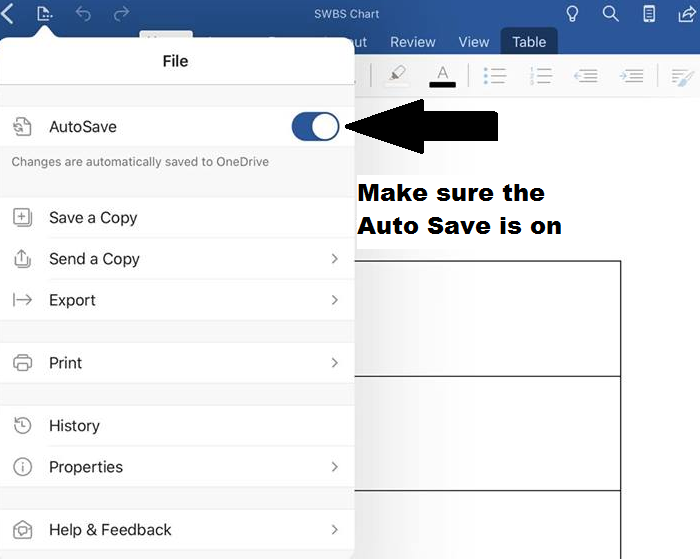 SWBS Chart
ut Review View Table
File
A
AutoSave
Changes are automatically saved to OneDrive
Make sure the
Auto Save is on
Save a Copy
Send a Copy
Export
Print
History
Properties
Help & Feedback